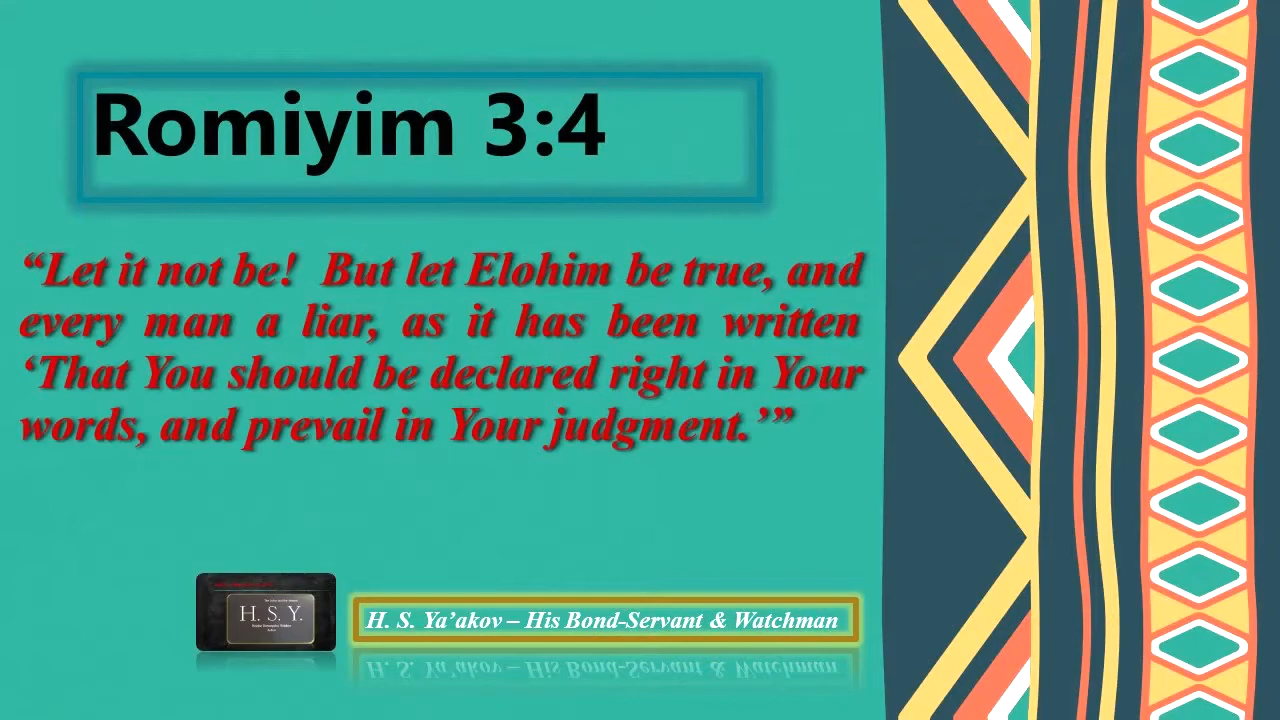 Romiyim 3:4
“Let it not be! But let Elohim be true, and
every man a liar, as it has been written
‘That You should be declared right in Your
words, and prevail in Your judgment.’”
H. S. Y.
H. S. Ya’akov – His Bond-Servant & Watchman